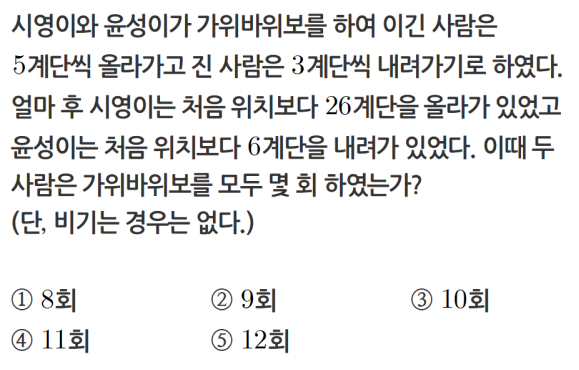 시영이와 윤성이가 가위바위보를 하여 이긴 사람은
5계단씩 올라가고 진 사람은 3계단씩 내려가기로 하였다.
얼마 후 시영이는 처음 위치보다 26계단을 올라가 있었고
윤성이는 처음 위치보다 6계단을 내려가 있었다. 이때 두
사람은 가위바위보를 모두 몇 회 하였는가?
(단, 비기는 경우는 없다.)
① 8회 ② 9회 ③ 10회
④ 11회 ⑤ 12회